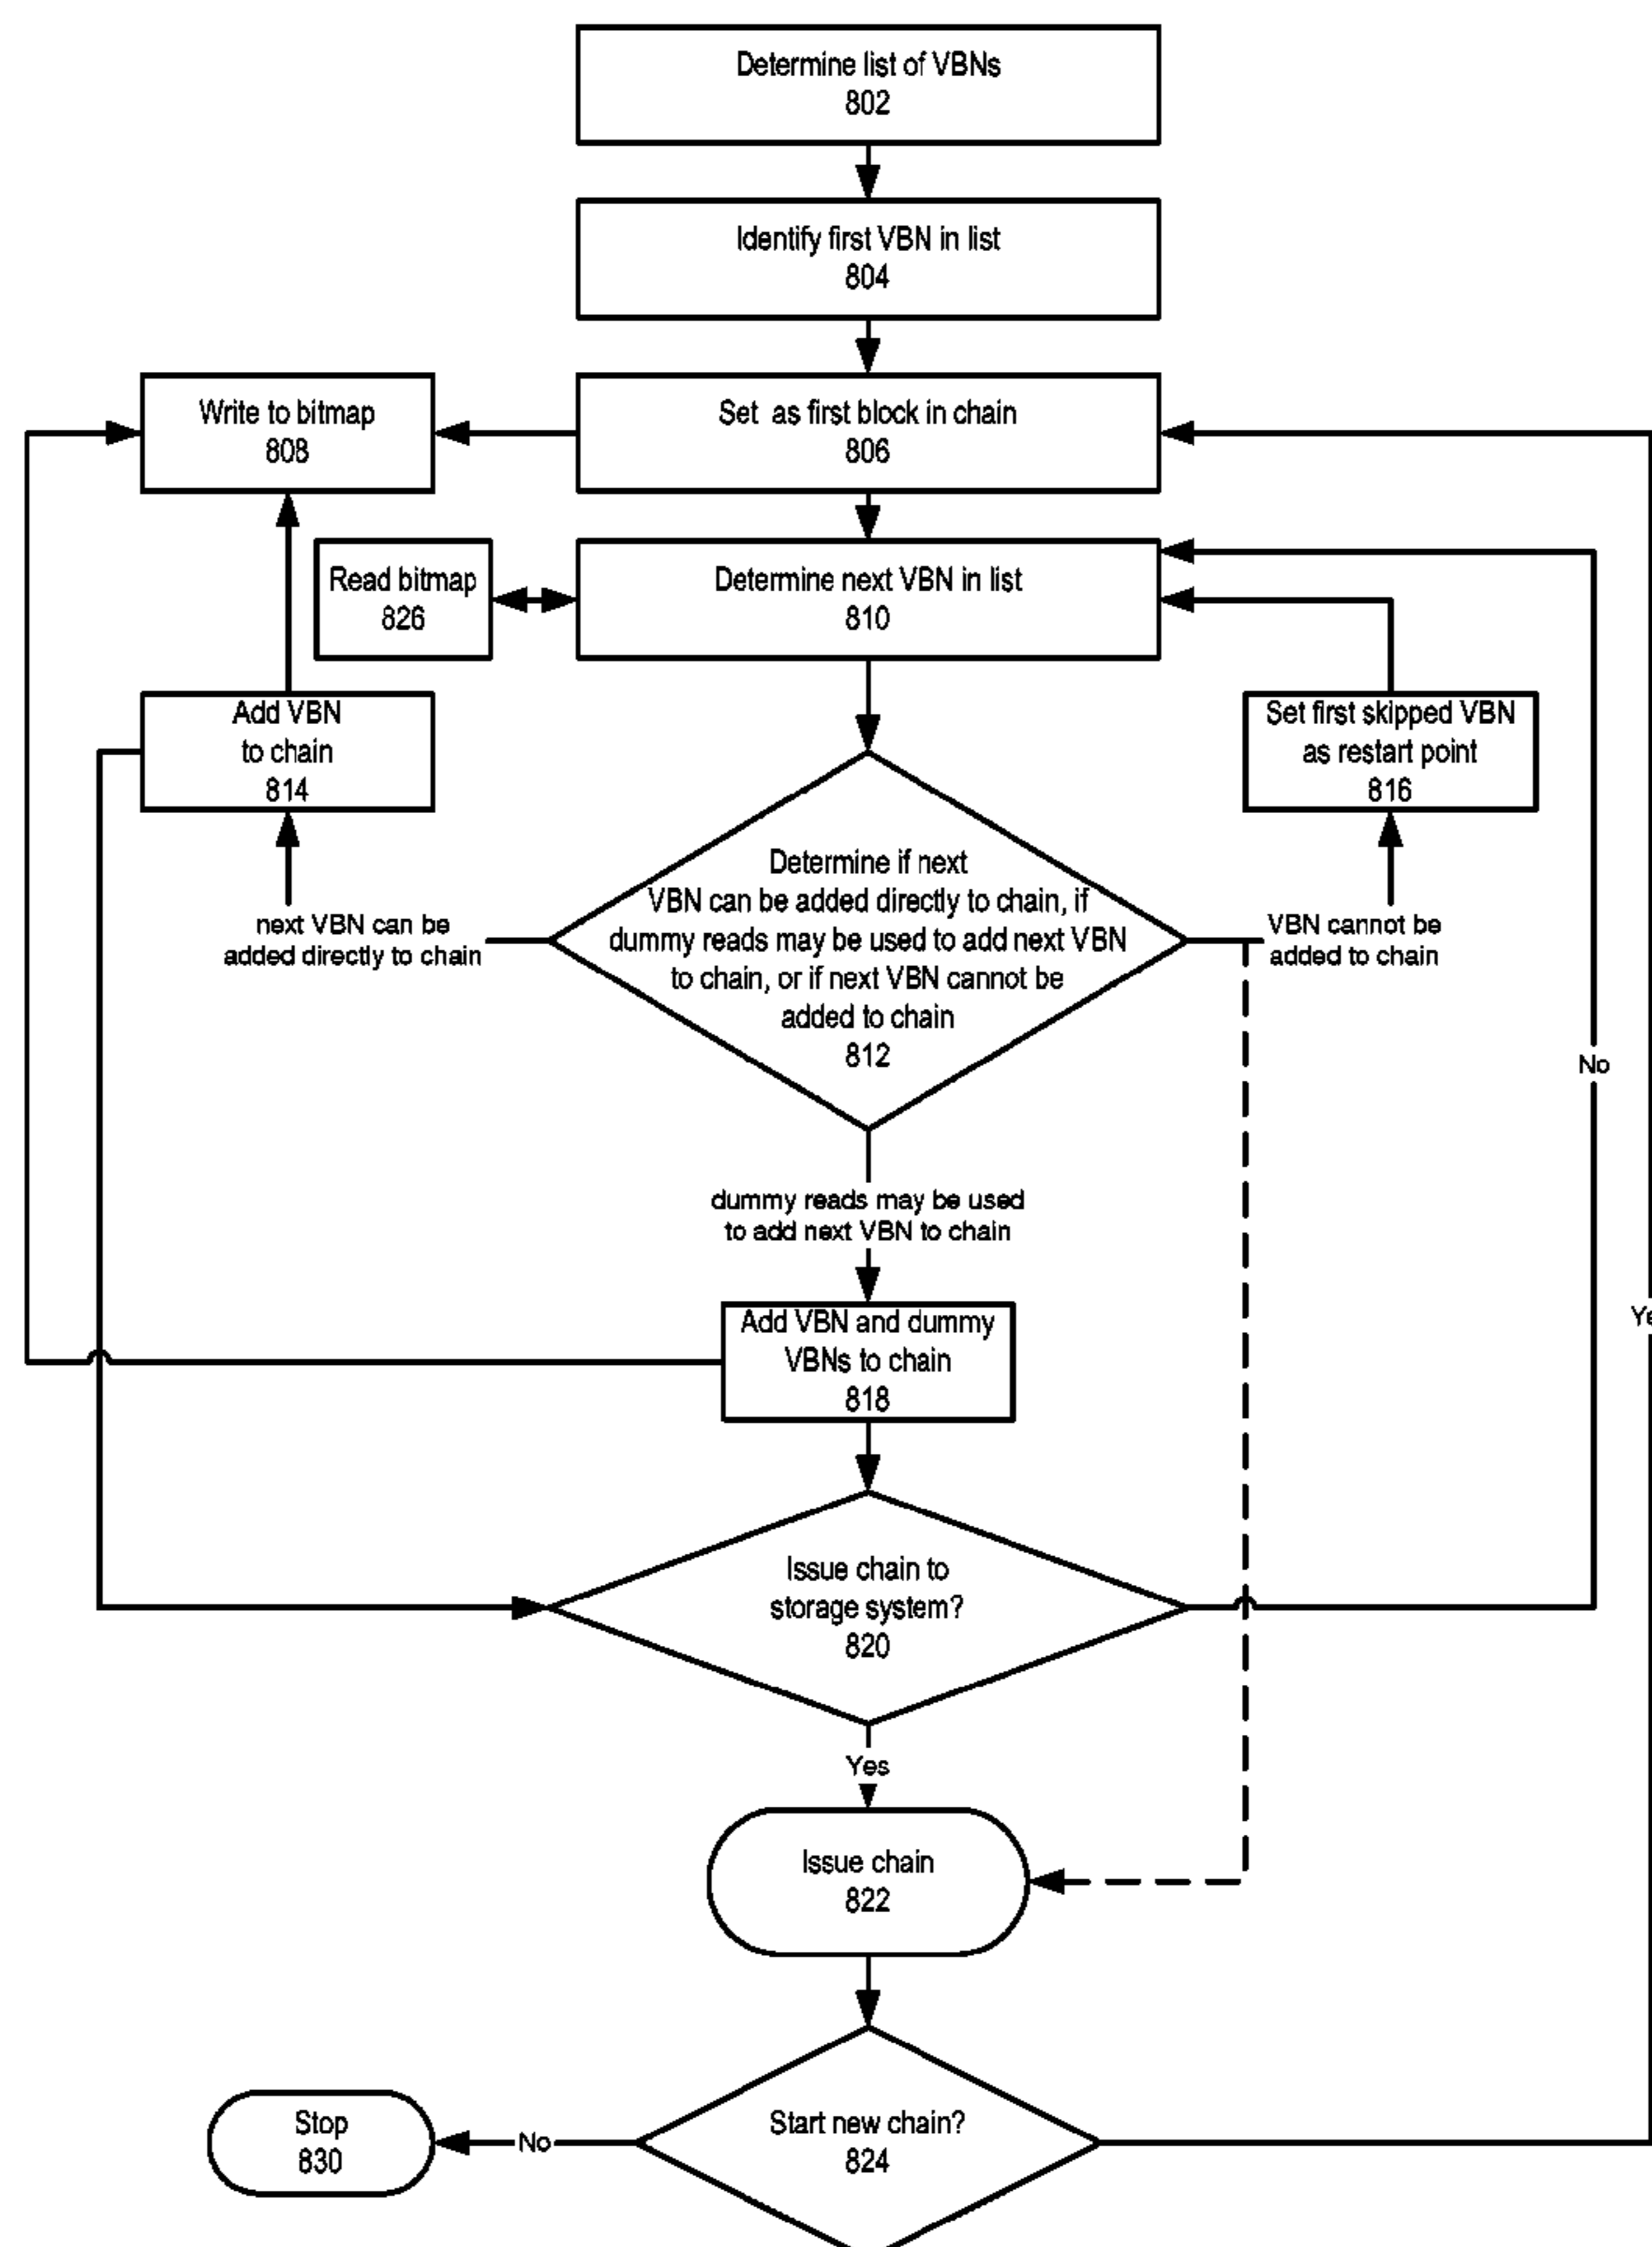 Determine list of VBNs
802
Identify first VBN in list
804
Write to bitmap
808
Set as first block in chain
806
Read bitmap
826
Determine next VBN in list
810
Add VBN
to chain
814
Set first skipped VBN
as restart point
816
Determine if next
VBN can be added directly to chain, if
dummy reads may be used to add next VBN
to chain, or if next VBN cannot be
added to chain
812
next VBN can be
added directly to chain
VBN cannot be
added to chain
No
dummy reads may be used
to add next VBN to chain
Add VBN and dummy
VBNs to chain
818
Issue chain to
storage system?
820
Yes
Issue chain
822
Stop
830
No
Start new chain?
824